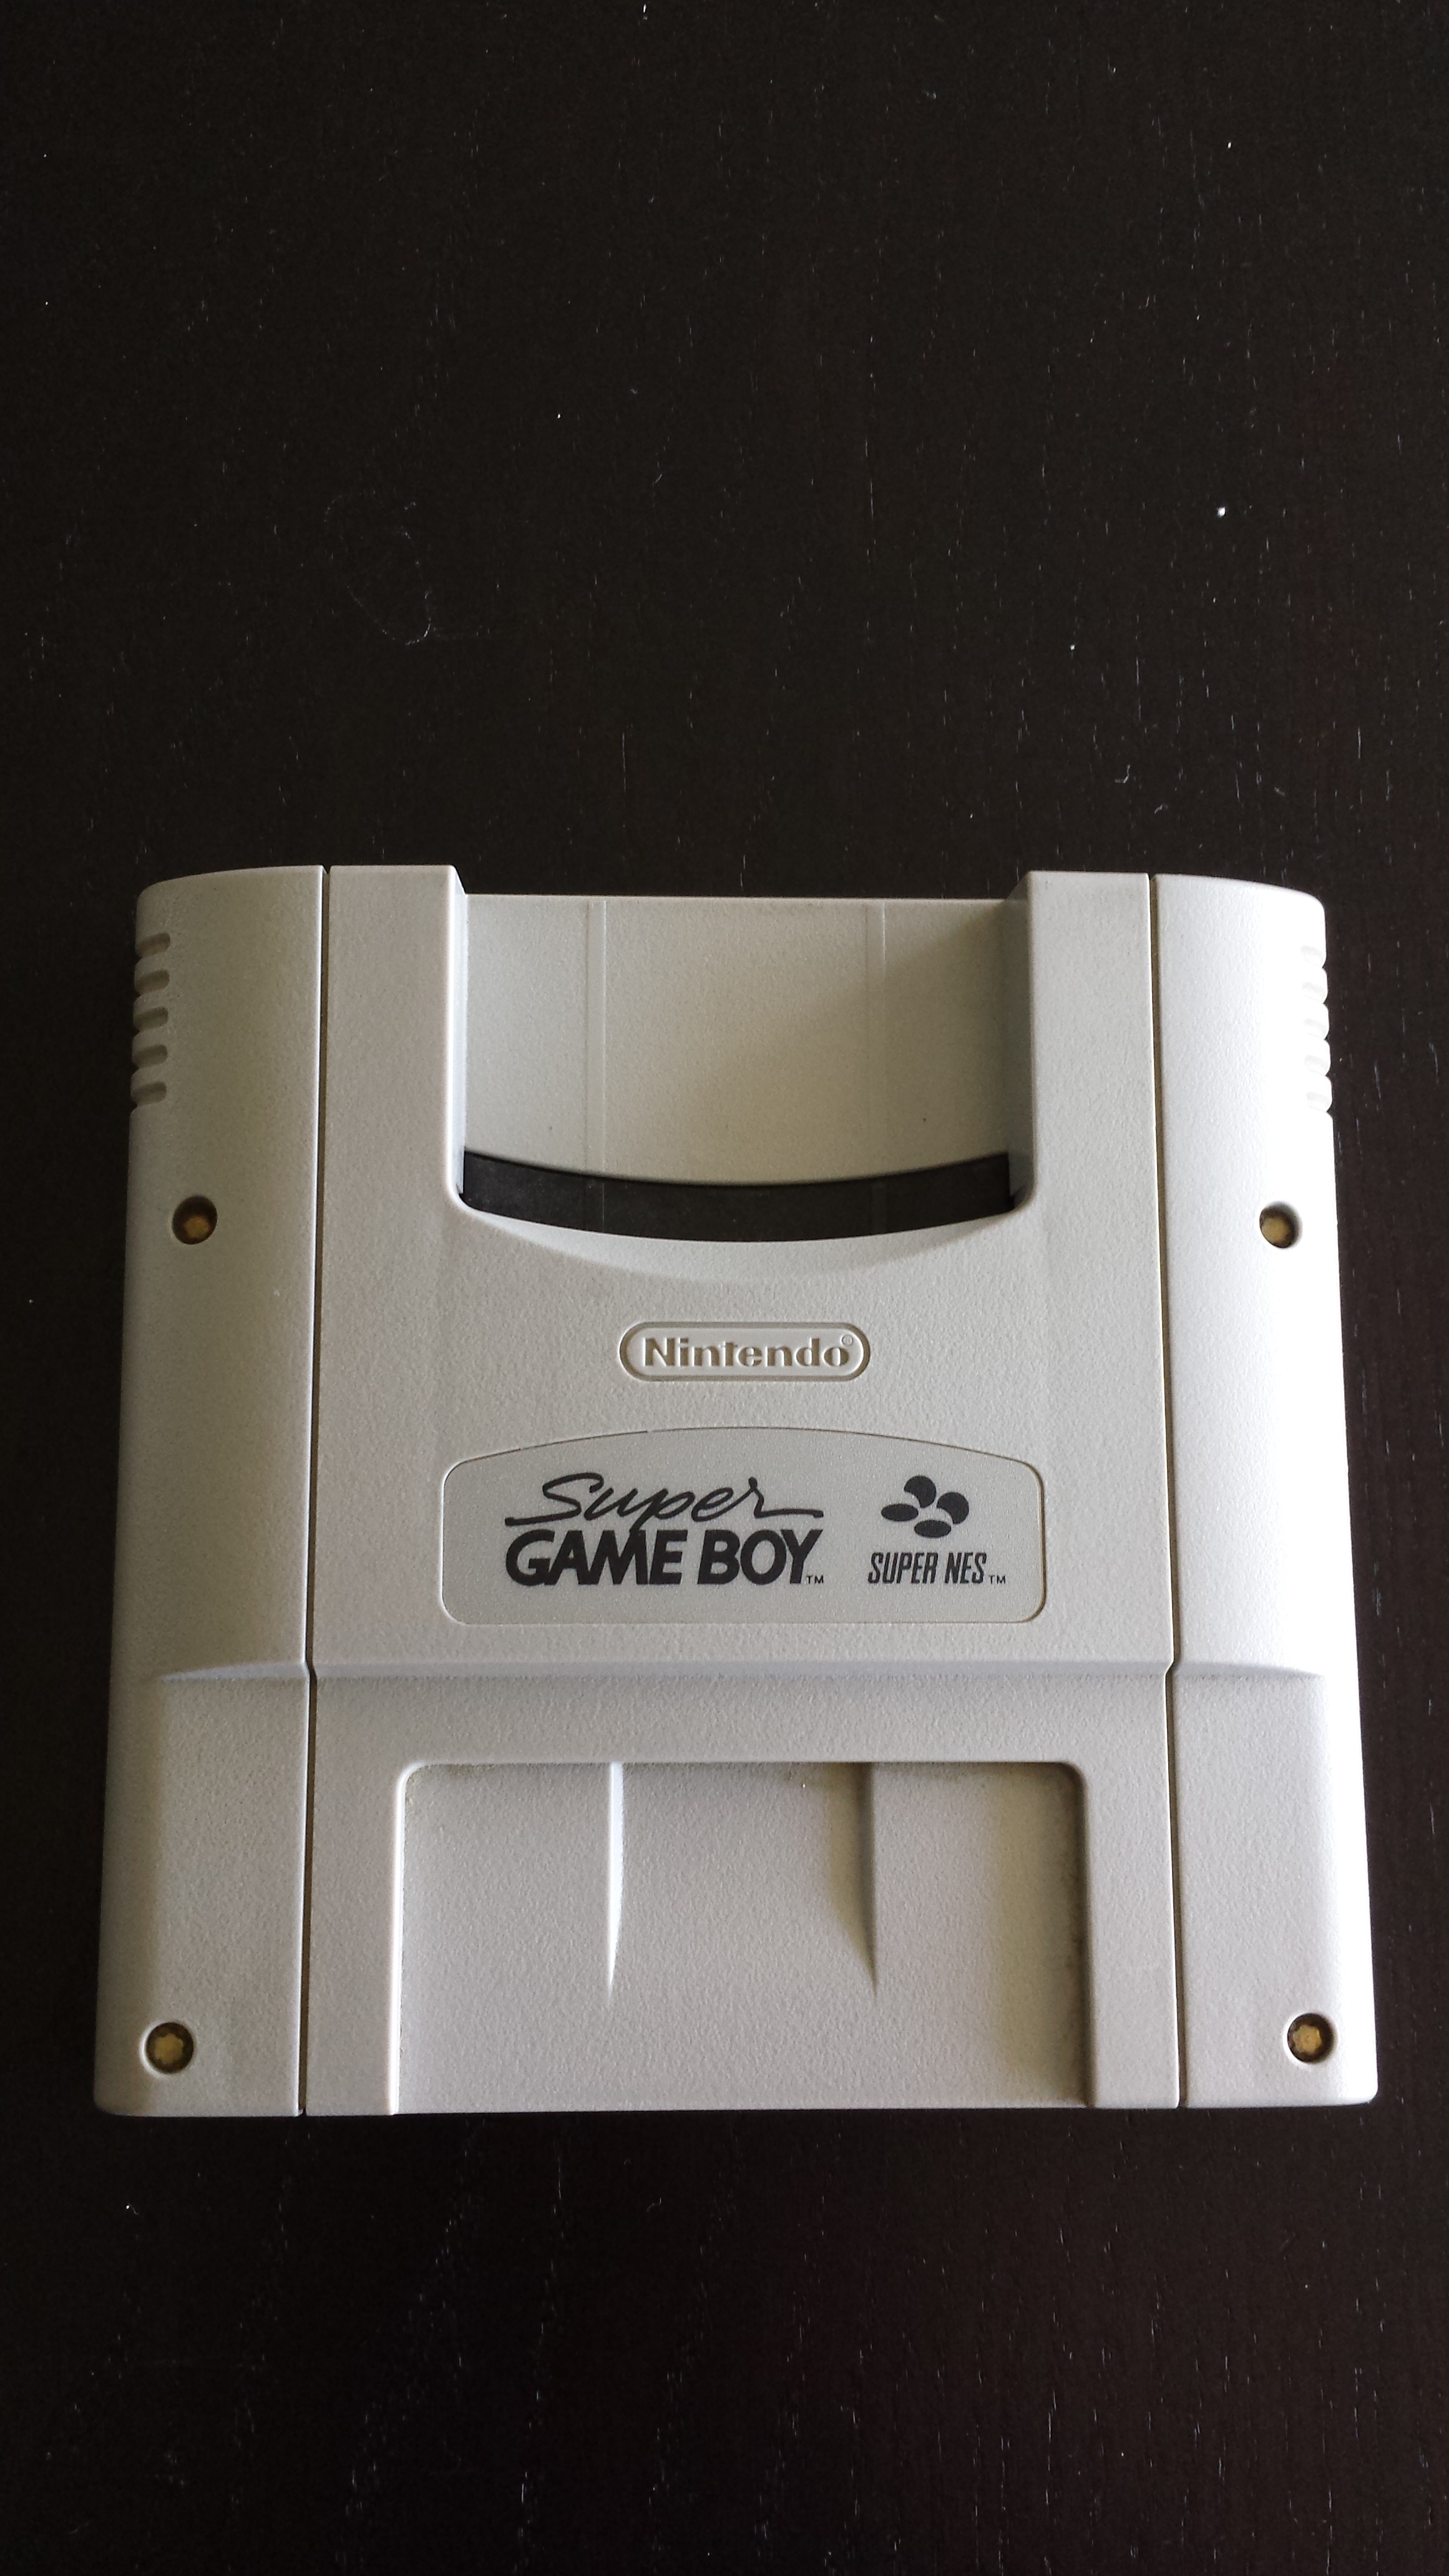 Nintendo®
Super
GAME BOY™
SUPER NES™